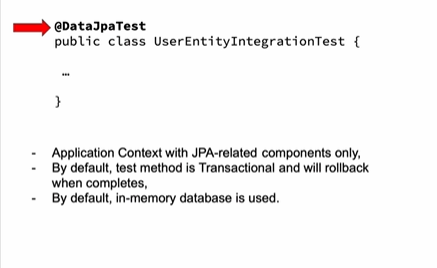 @DataJpaTest
public class UserEntityIntegrationTest {
…
}
- Application Context with JPA-related components only,
- By default, test method is Transactional and will rollback
when completes,
- By default, in-memory database is used.